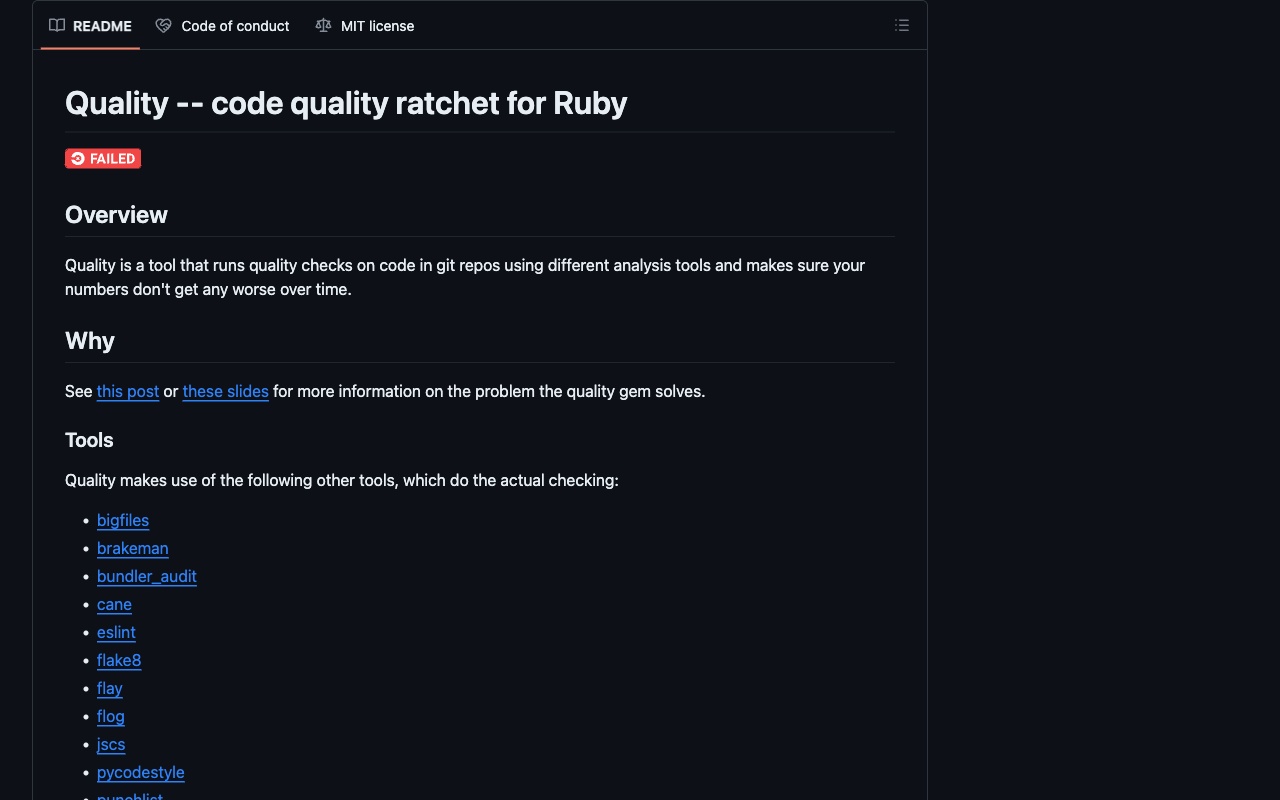 README Code of conduct MIT license
Quality -- code quality ratchet for Ruby
FAILED
Overview
Quality is a tool that runs quality checks on code in git repos using different analysis tools and makes sure your
numbers don't get any worse over time.
Why
See this post or these slides for more information on the problem the quality gem solves.
Tools
Quality makes use of the following other tools, which do the actual checking:
bigfiles
brakeman
bundler_audit
cane
eslint
flake8
flay
flog
jscs
pycodestyle
punchlist